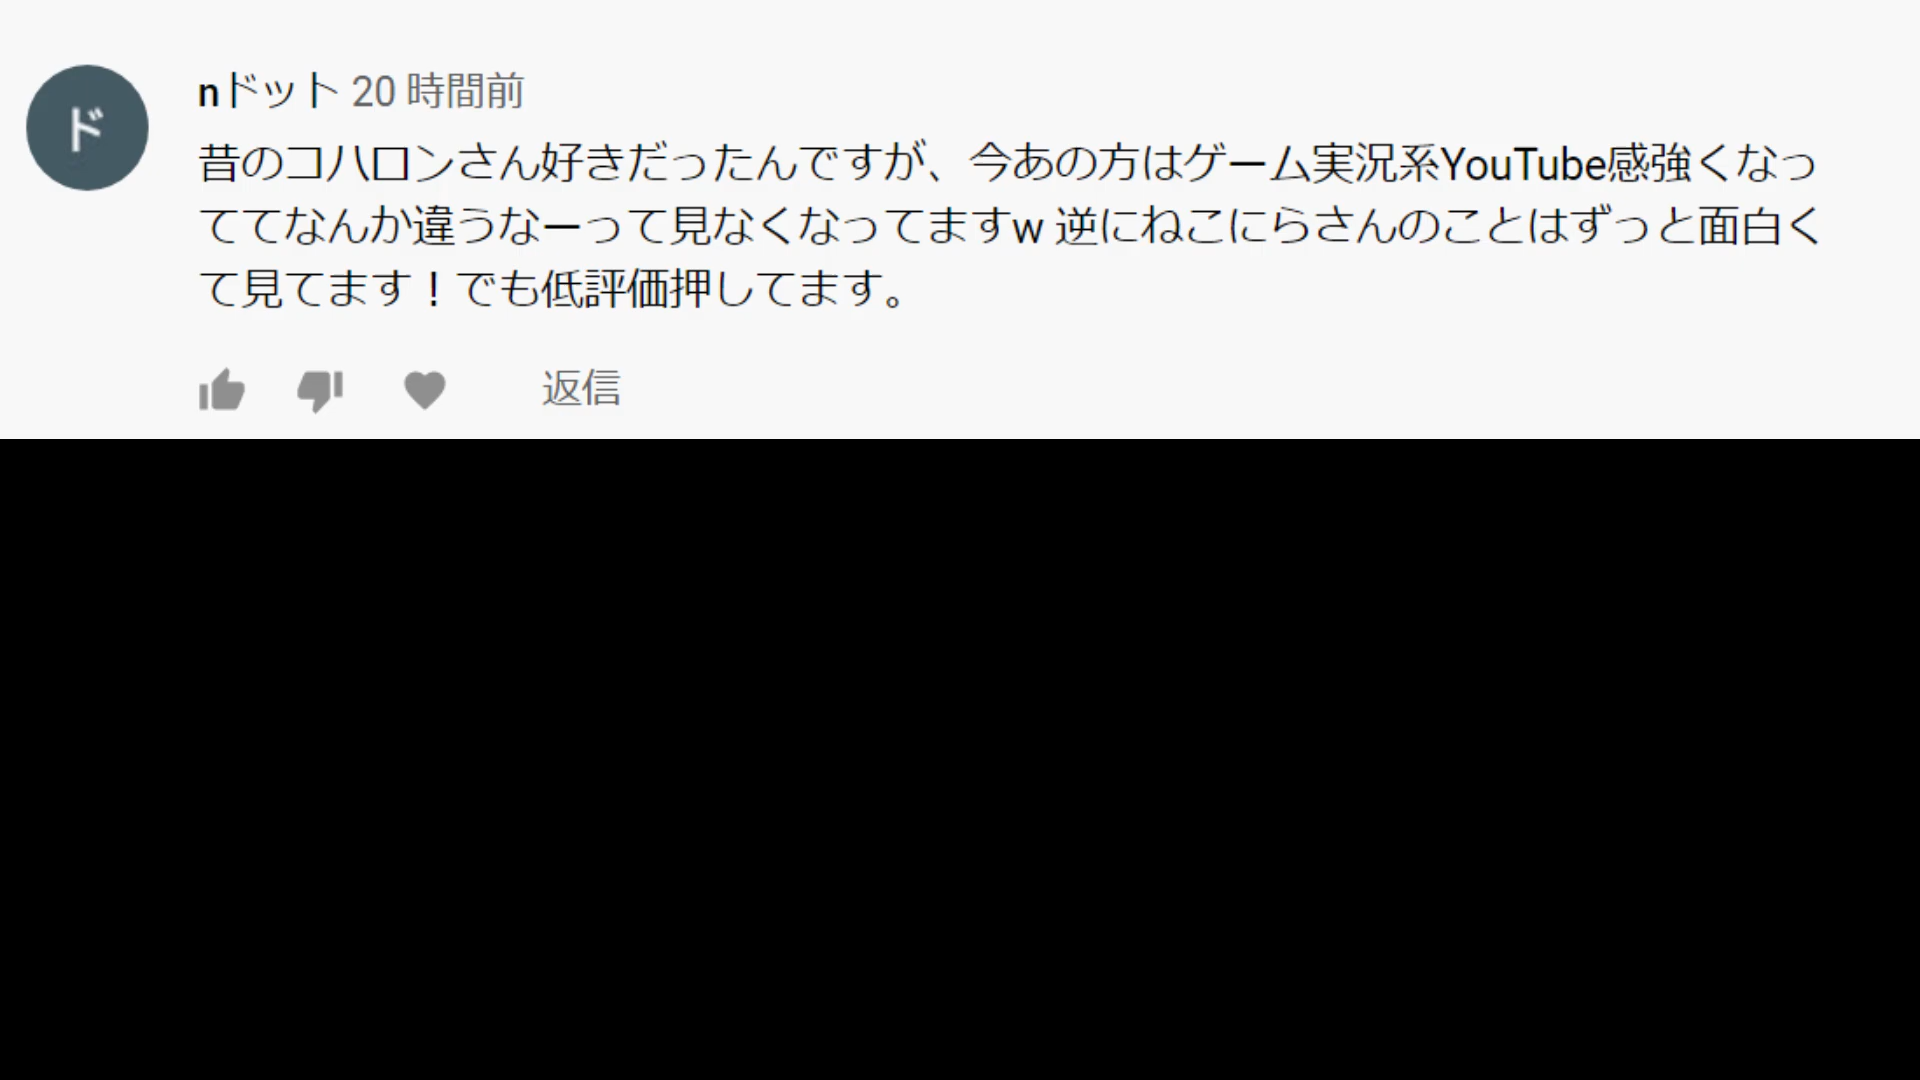 nドット 20 時間前
昔のコハロンさん好きだったんですが、今あの方はゲーム実況系YouTube感強くなっ
ててなんか違うなーって見なくなってますw 逆にねこにらさんのことはずっと面白く
て見てます！でも低評価押してます。
返信
ド